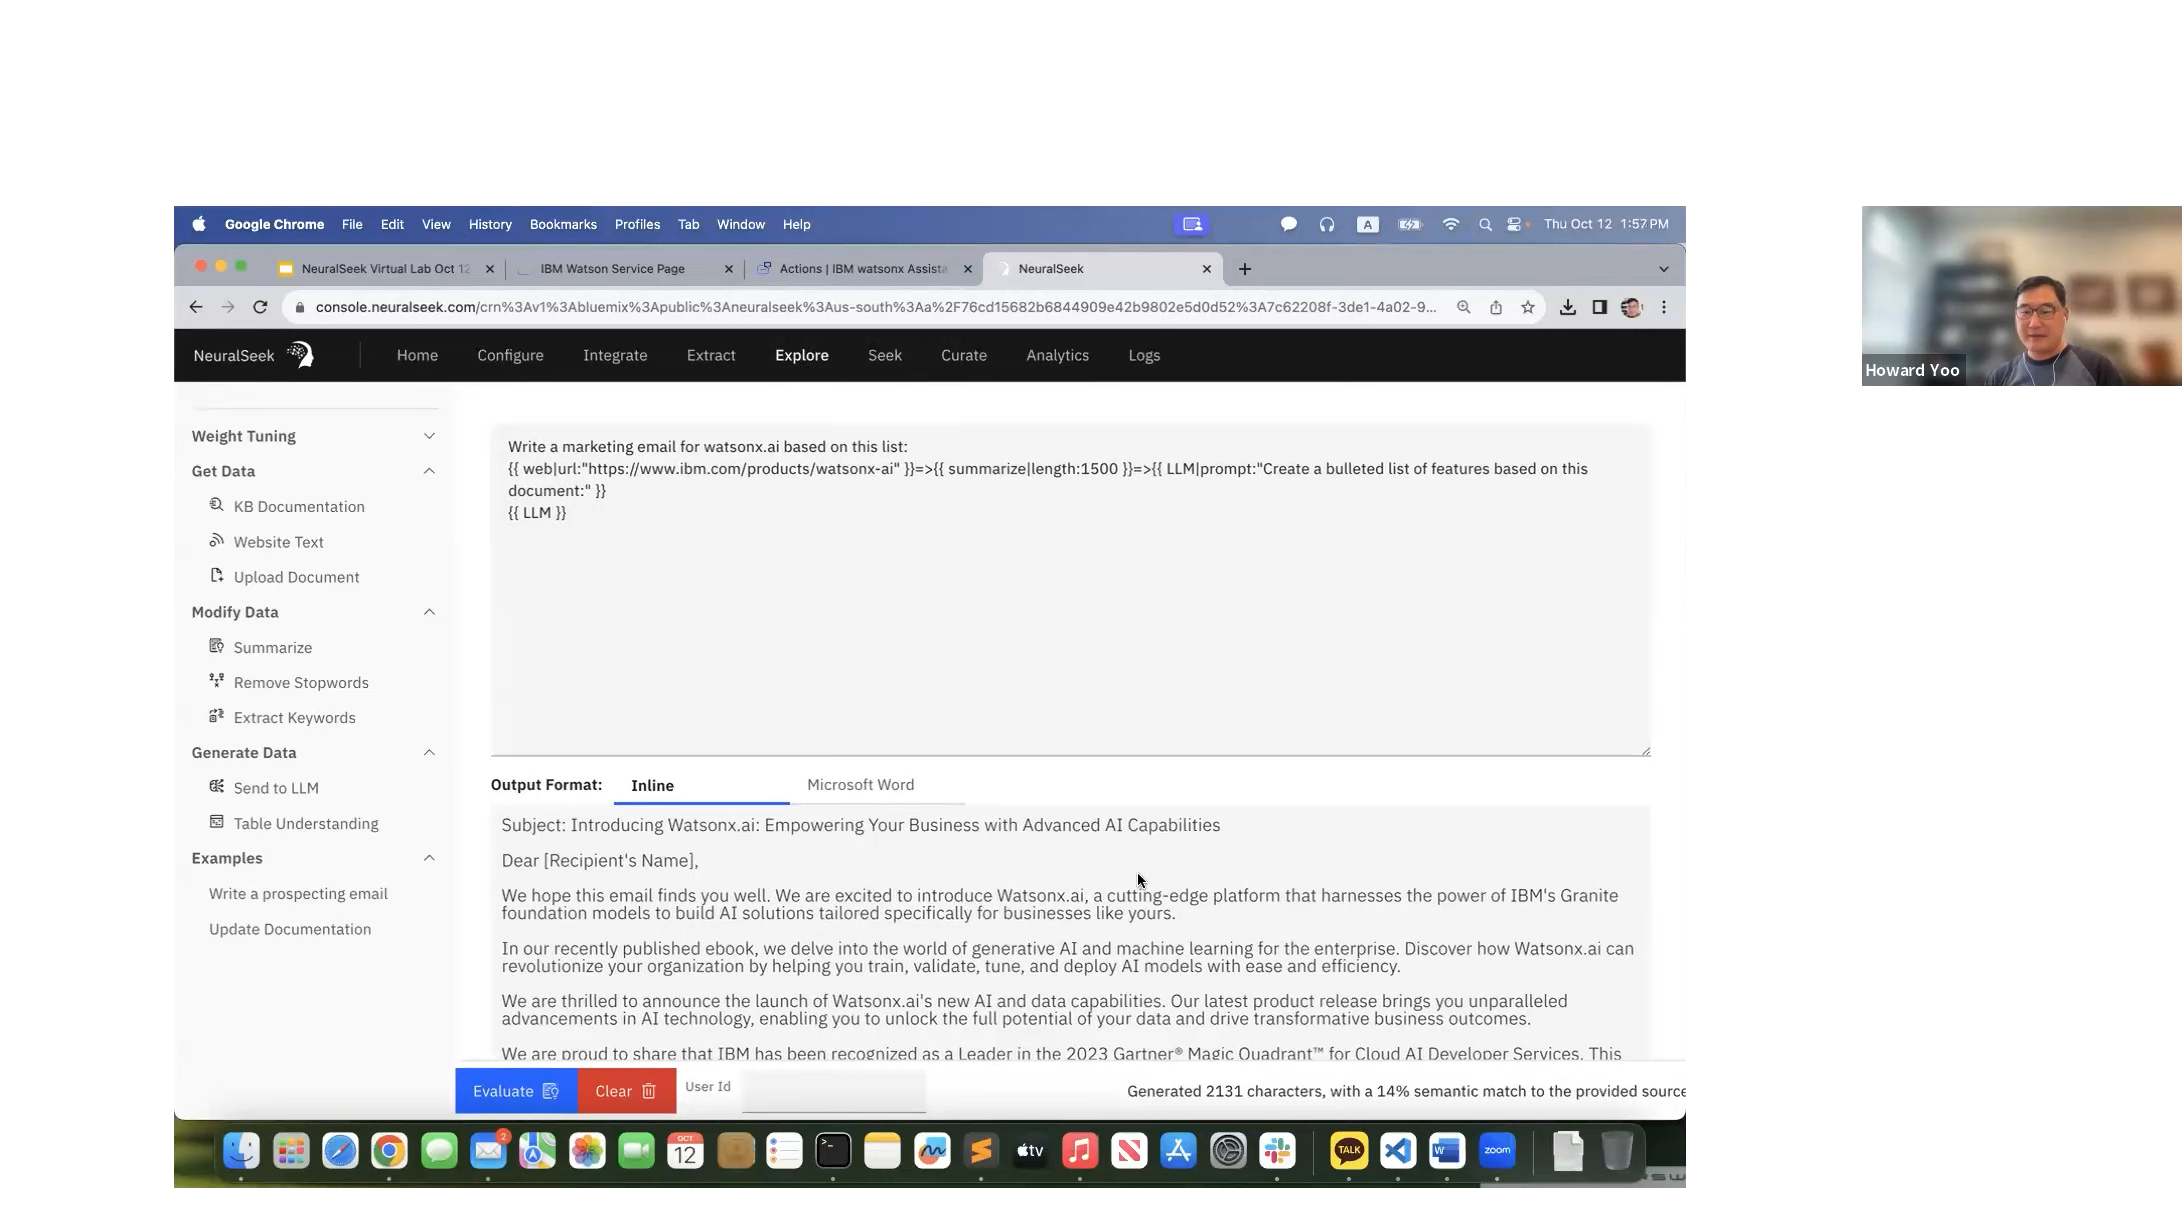 Google Chrome File Edit View History Bookmarks Profiles Tab Window Help A Thu Oct 12 1:57 PM
NeuralSeek Virtual Lab Oct 12 IBM Watson Service Page Actions | IBM watsonx Assista NeuralSeek
console.neuralseek.com/crn%3Av1%3Abluemix%3Apublic%3Aneuralseek%3Aus-south%3Aa%2F76cd15682b6844909e42b9802e5d0d52%3A7c62208f-3de1-4a02-9...
NeuralSeek Home Configure Integrate Extract Explore Seek Curate Analytics Logs
Howard Yoo
Weight Tuning
Get Data
KB Documentation
Website Text
Upload Document
Modify Data
Summarize
Remove Stopwords
Extract Keywords
Generate Data
Send to LLM
Table Understanding
Examples
Write a prospecting email
Update Documentation
Write a marketing email for watsonx.ai based on this list:
{{ web|url:"https://www.ibm.com/products/watsonx-ai" }}=>{{ summarize|length:1500 }}=>{{ LLM|prompt:"Create a bulleted list of features based on this
document:" }}
{{ LLM }}
Output Format: Inline Microsoft Word
Subject: Introducing Watsonx.ai: Empowering Your Business with Advanced AI Capabilities
Dear [Recipient's Name],
We hope this email finds you well. We are excited to introduce Watsonx.ai, a cutting-edge platform that harnesses the power of IBM's Granite
foundation models to build AI solutions tailored specifically for businesses like yours.
In our recently published ebook, we delve into the world of generative AI and machine learning for the enterprise. Discover how Watsonx.ai can
revolutionize your organization by helping you train, validate, tune, and deploy AI models with ease and efficiency.
We are thrilled to announce the launch of Watsonx.ai's new AI and data capabilities. Our latest product release brings you unparalleled
advancements in AI technology, enabling you to unlock the full potential of your data and drive transformative business outcomes.
We are proud to share that IBM has been recognized as a Leader in the 2023 Gartner® Magic Quadrant™ for Cloud AI Developer Services. This
Evaluate Clear User Id Generated 2131 characters, with a 14% semantic match to the provided source
2 OCT 12 tv TALK W zoom